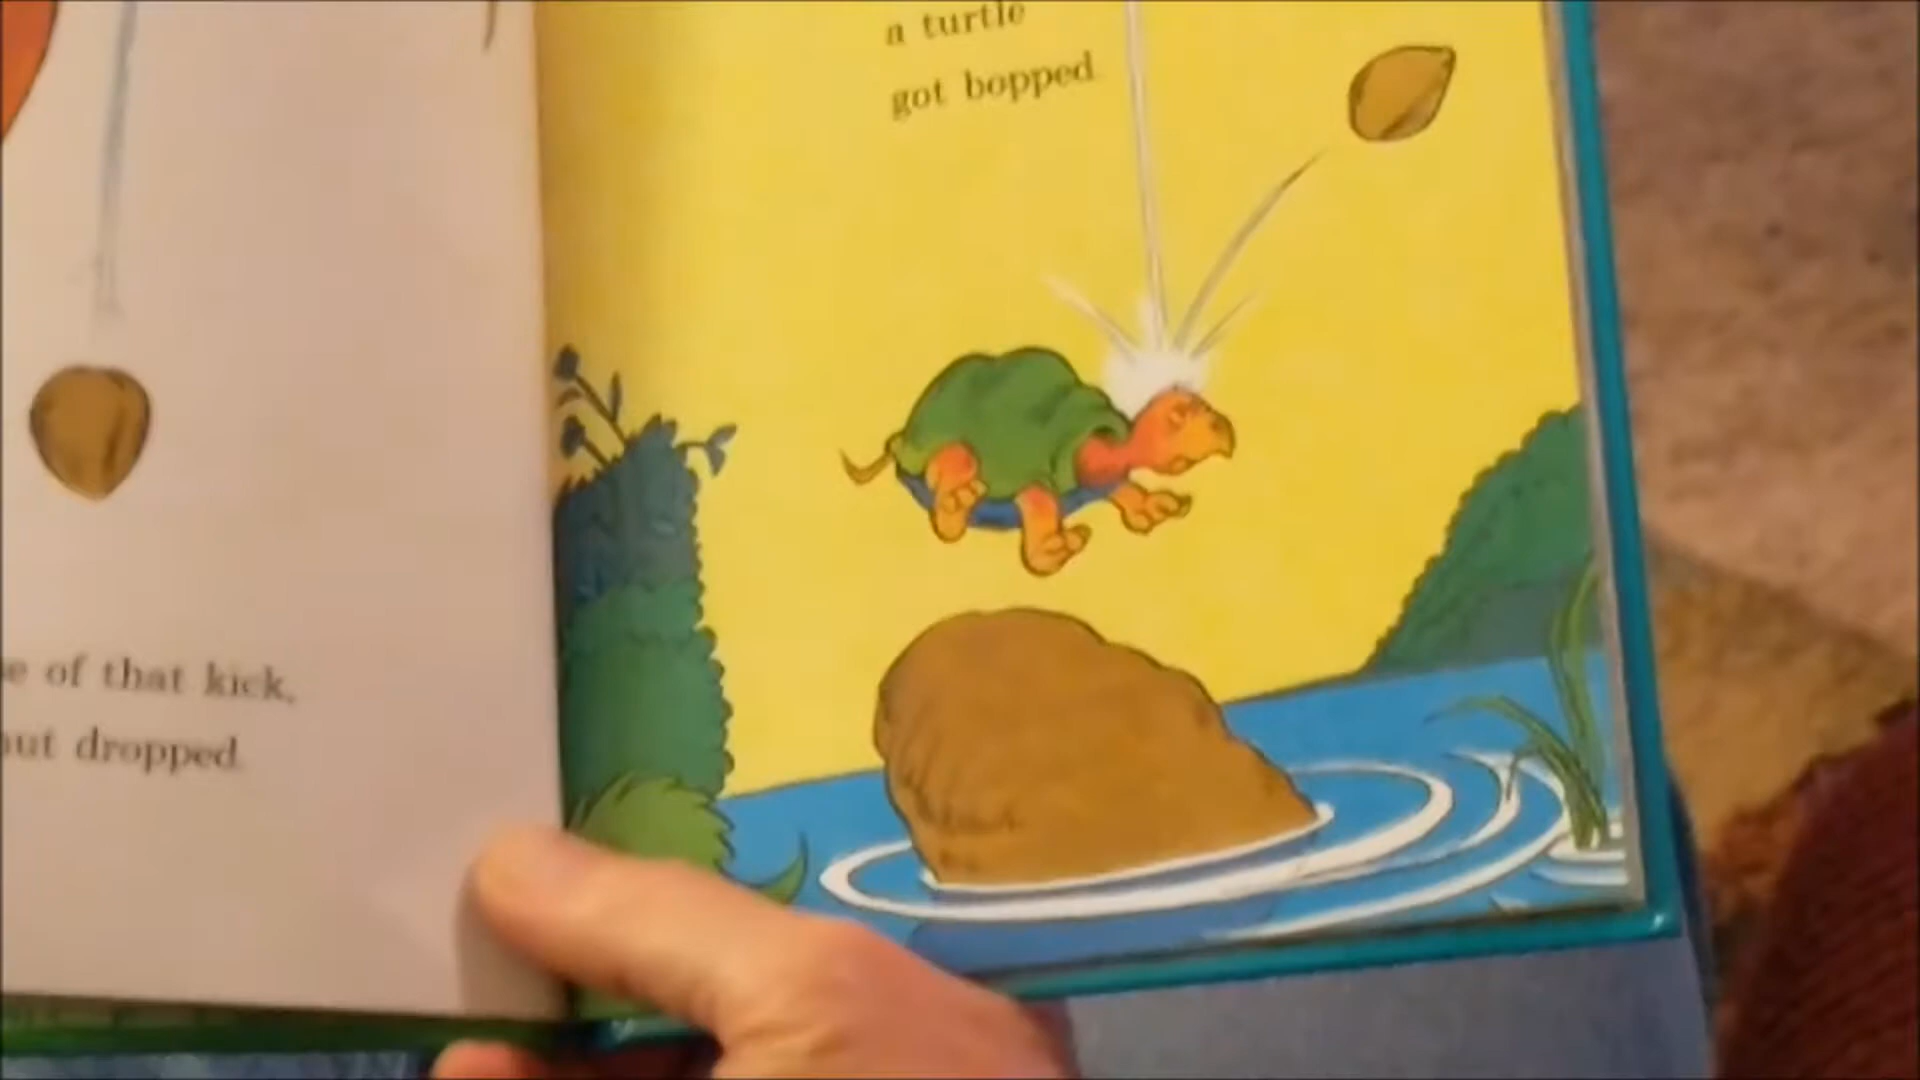 of that kick,
dropped.
a turtle
got bopped.